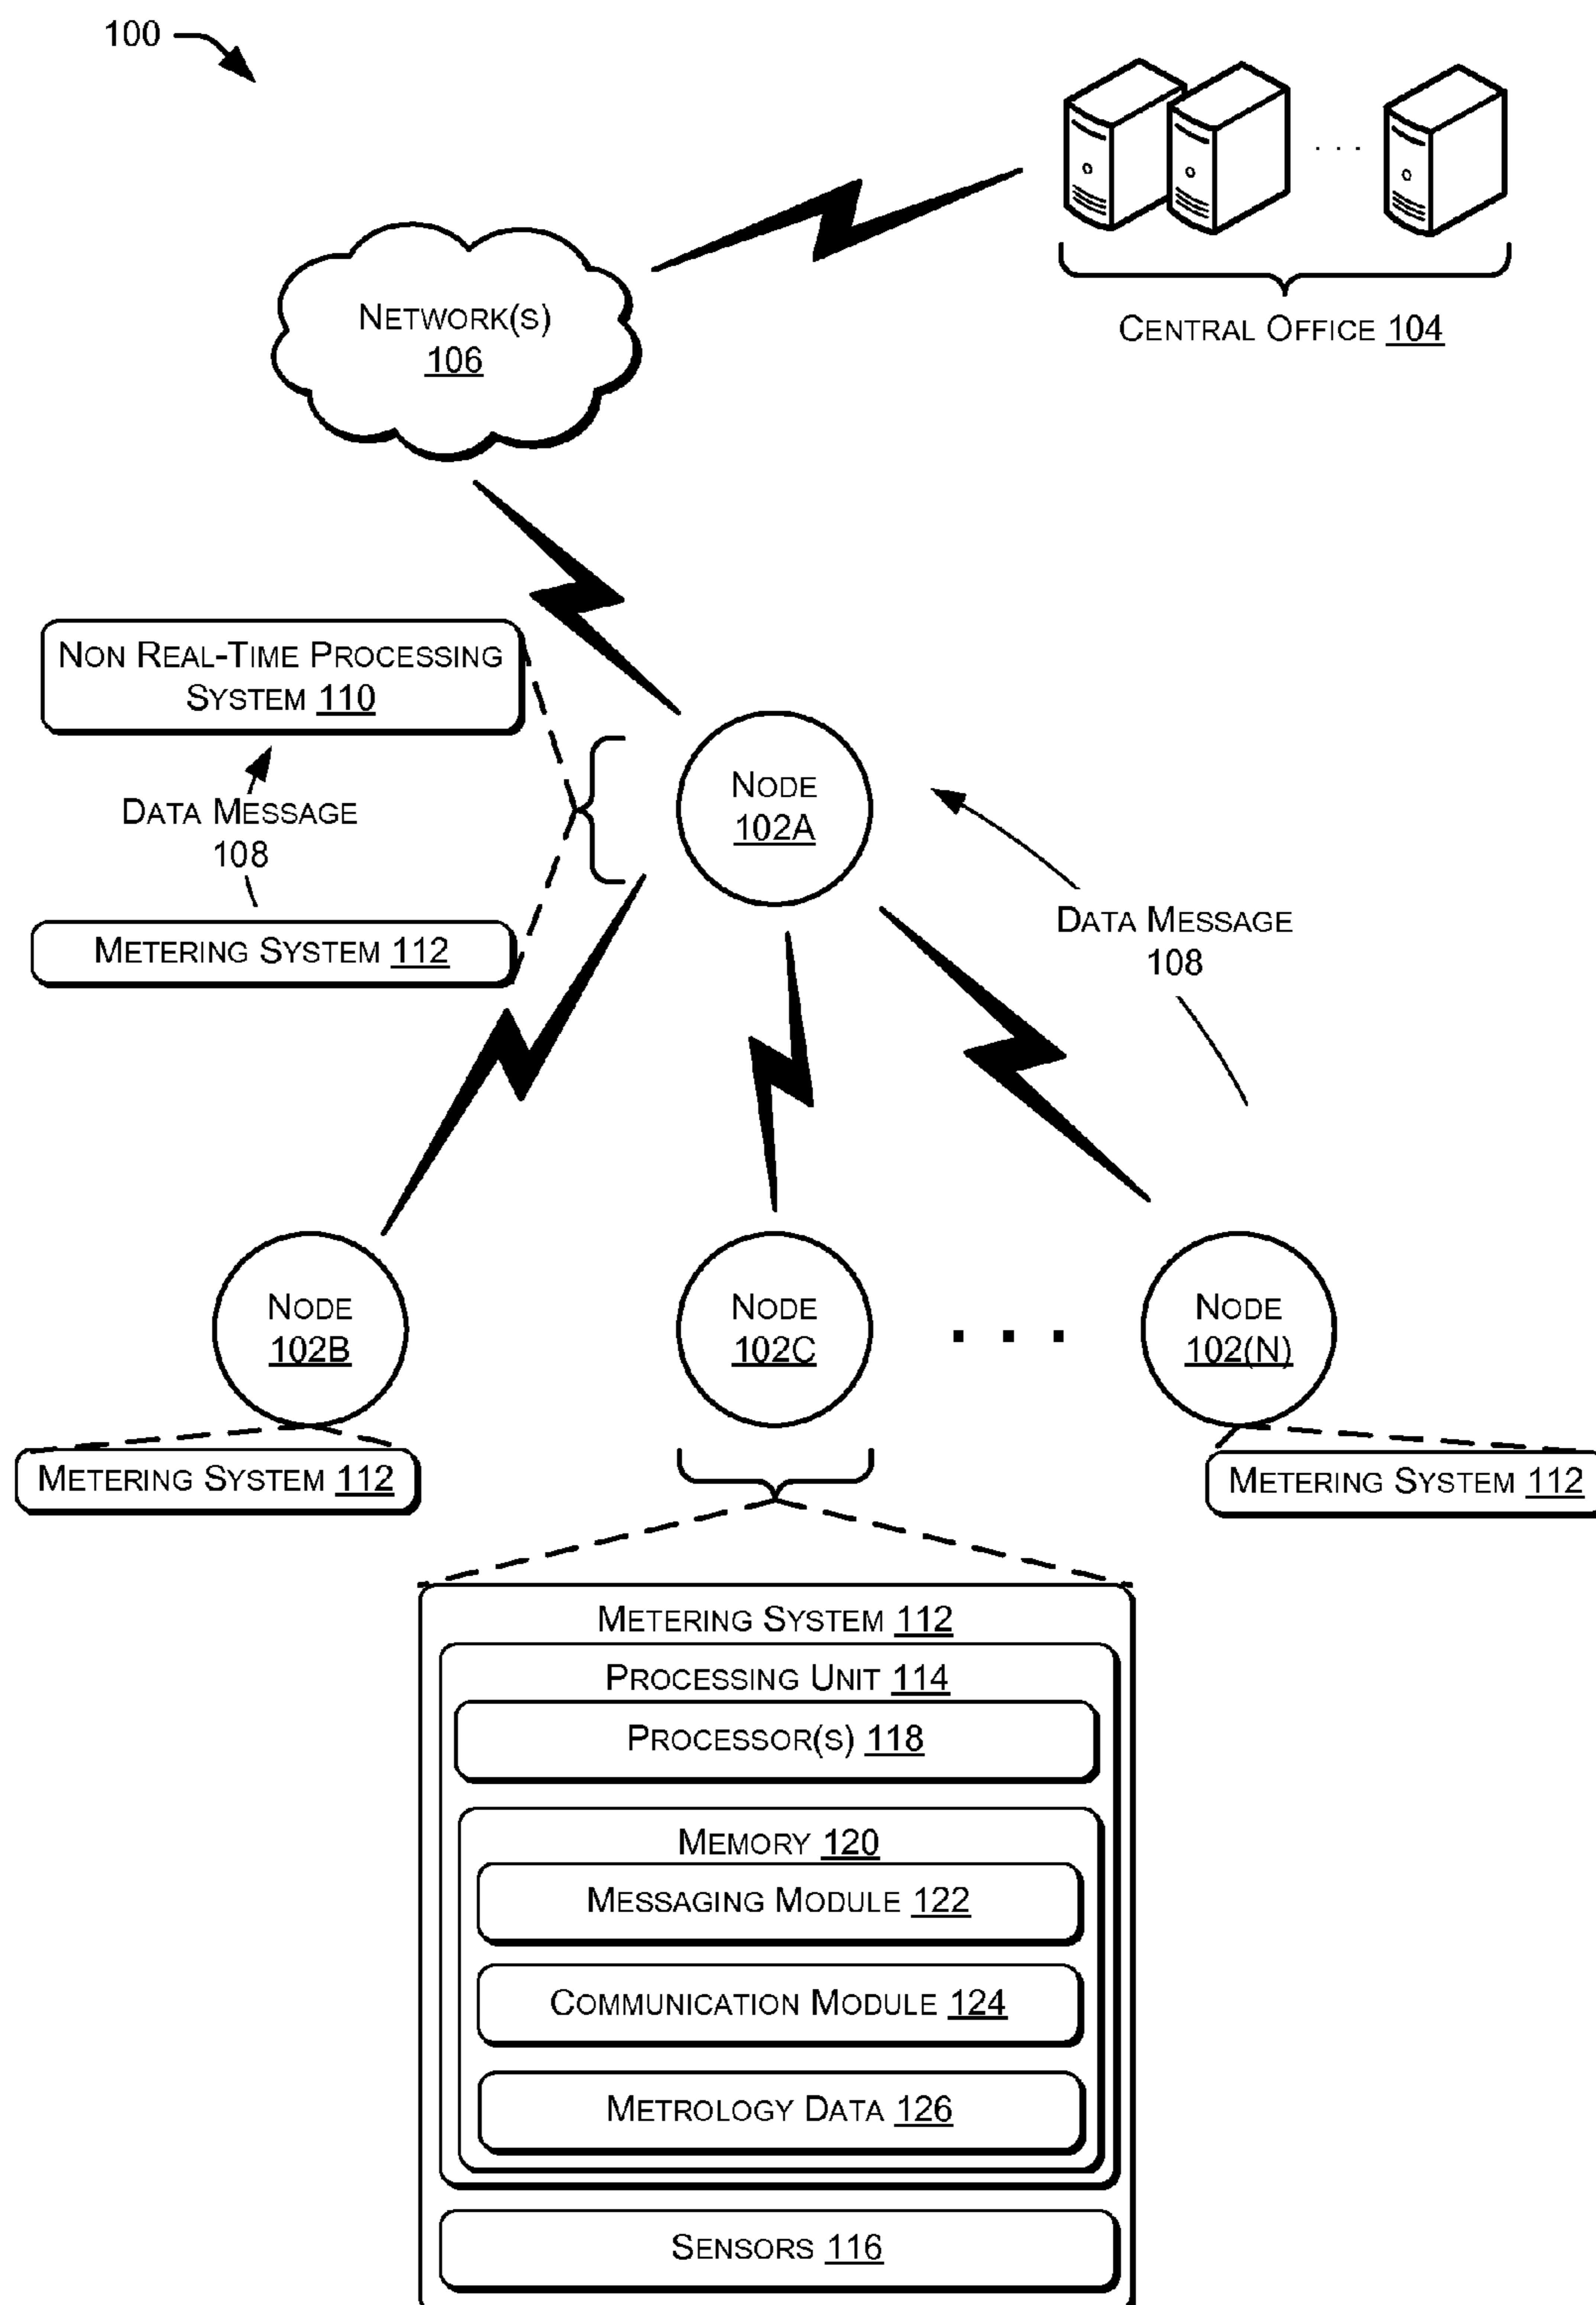 100
NETWORK(S)
106
. . .
CENTRAL OFFICE 104
NON REAL-TIME PROCESSING
SYSTEM 110
DATA MESSAGE
108
METERING SYSTEM 112
NODE
102A
DATA MESSAGE
108
NODE
102B
NODE
102C
. . .
NODE
102(N)
METERING SYSTEM 112
METERING SYSTEM 112
METERING SYSTEM 112
PROCESSING UNIT 114
PROCESSOR(S) 118
MEMORY 120
MESSAGING MODULE 122
COMMUNICATION MODULE 124
METROLOGY DATA 126
SENSORS 116